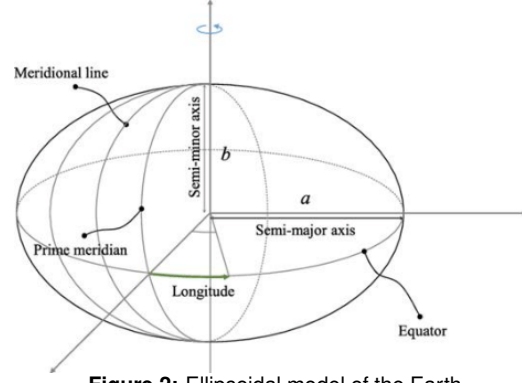 Meridional line
Semi-minor axis
b
a
Semi-major axis
Prime meridian
Longitude
Equator
Figure 2: Ellipsoidal model of the Earth